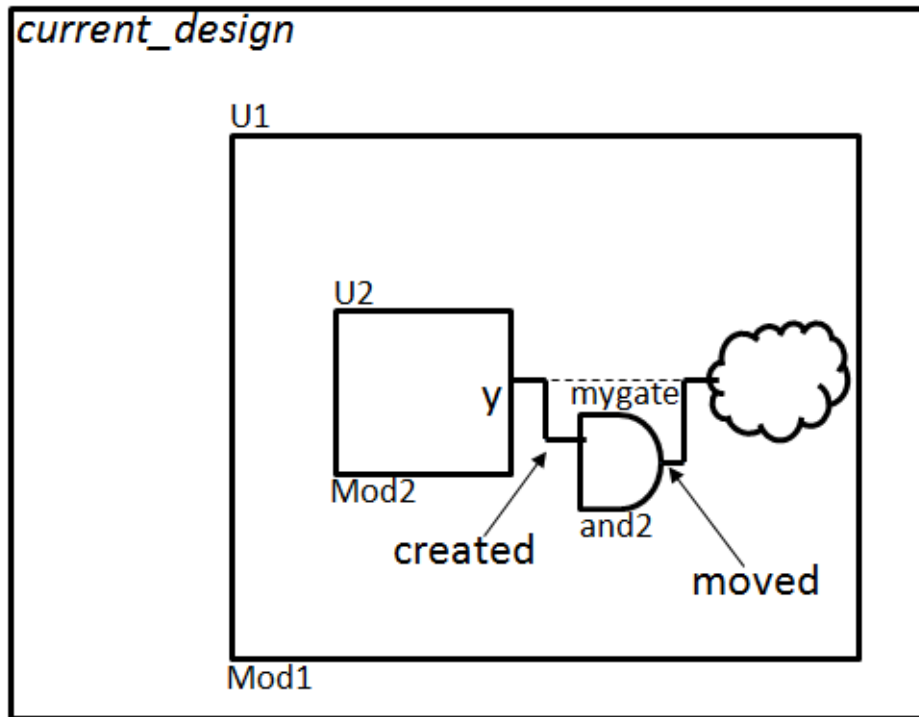 current_design
U1
U2
mygate
y
Mod2
and2
created
moved
Mod1